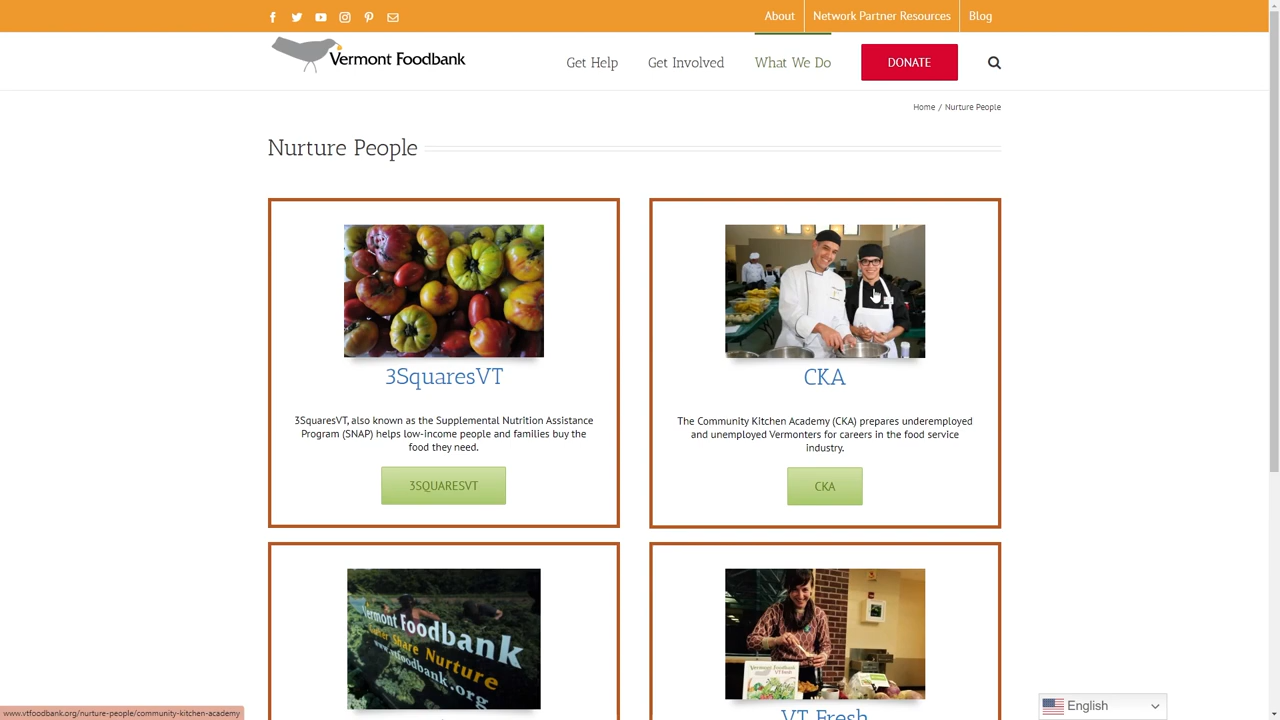 About
Network Partner Resources
Blog
Vermont Foodbank
Get Help
Get Involved
What We Do
DONATE
Home / Nurture People
Nurture People
3SquaresVT
3SquaresVT, also known as the Supplemental Nutrition Assistance
Program (SNAP) helps low-income people and families buy the
food they need.
3SQUARESVT
CKA
The Community Kitchen Academy (CKA) prepares underemployed
and unemployed Vermonters for careers in the food service
industry.
CKA
Vermont Foodbank
Share Nurture
www.vtfoodbank.org
Vermont Foodbank
VT Fresh
VT Fresh
English
www.vtfoodbank.org/nurture-people/community-kitchen-academy